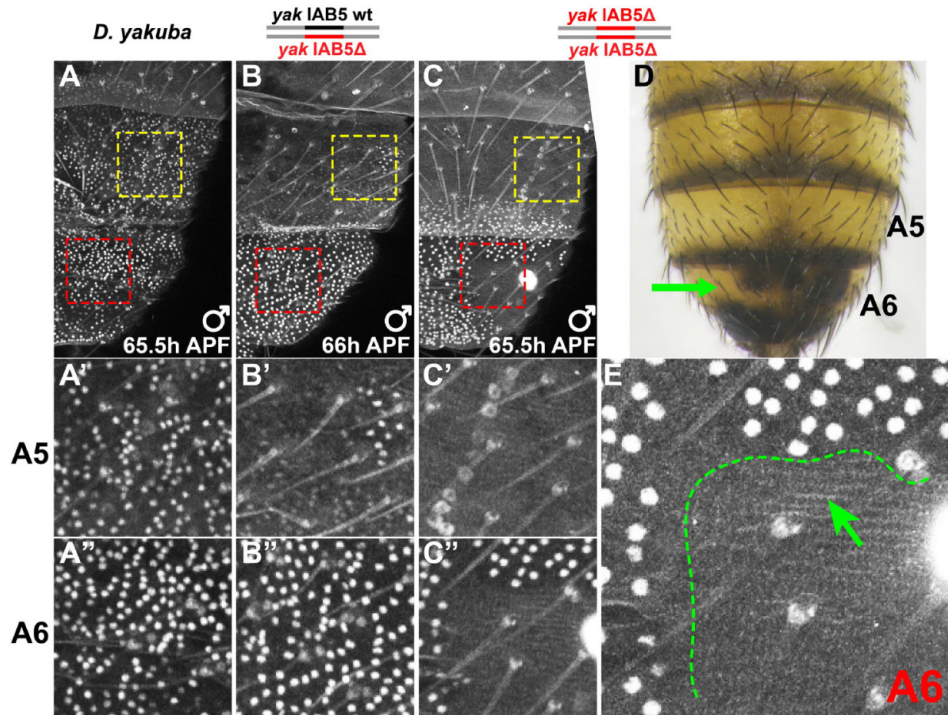 D. yakuba
yak IAB5 wt
yak IAB5Δ
yak IAB5Δ
yak IAB5Δ
A
B
C
D
♂
65.5h APF
♂
66h APF
♂
65.5h APF
A5
A6
A'
B'
C'
E
A5
A''
B''
C''
A6
A6